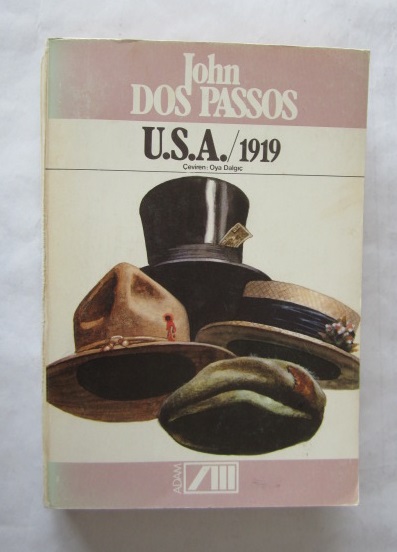 John
DOS PASSOS
U.S.A./1919
Çeviren: Oya Dalgıç
ADAM